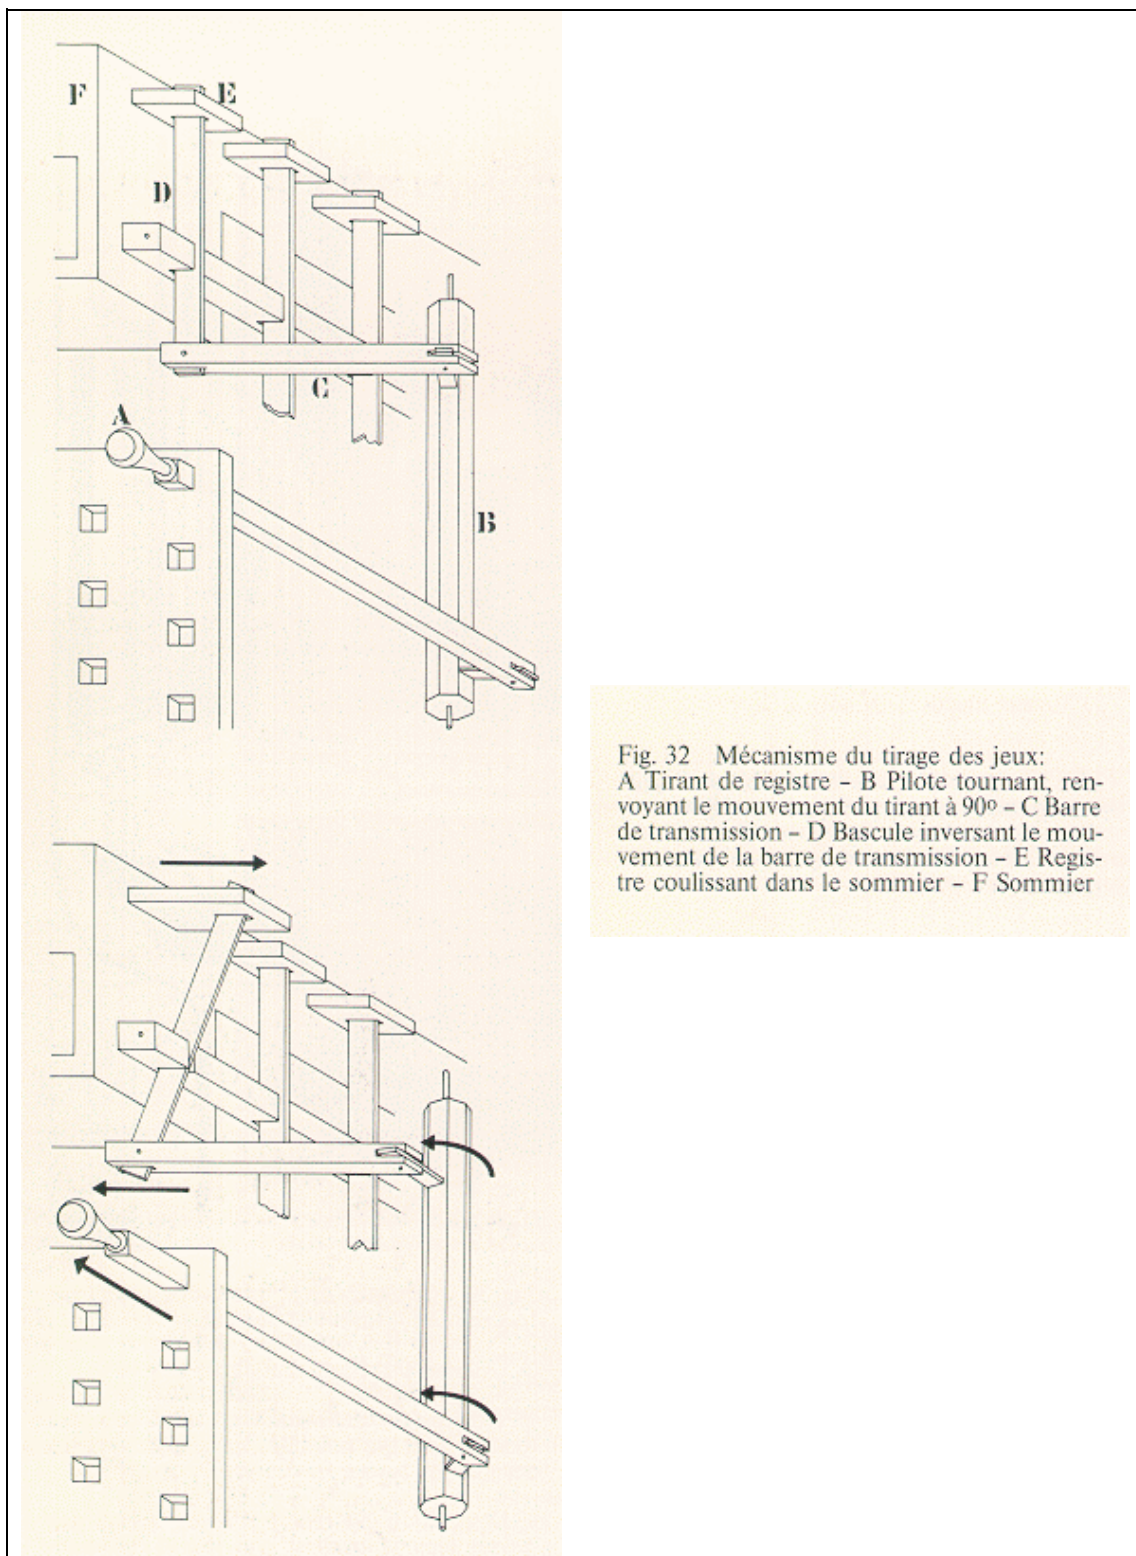 F
E
D
C
A
B
Fig. 32 Mécanisme du tirage des jeux:
A Tirant de registre – B Pilote tournant, ren-
voyant le mouvement du tirant à 90º – C Barre
de transmission – D Bascule inversant le mou-
vement de la barre de transmission – E Regis-
tre coulissant dans le sommier – F Sommier